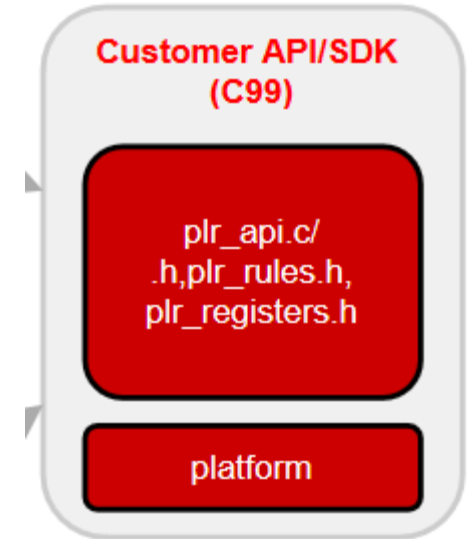 Customer API/SDK
(C99)
plr_api.c/
.h,plr_rules.h,
plr_registers.h
platform